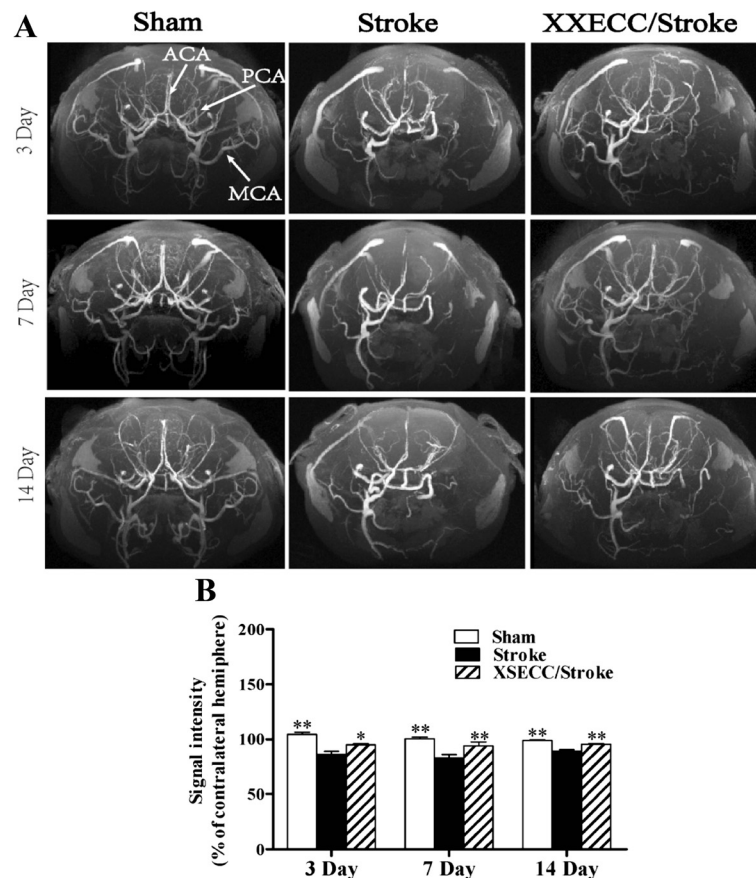 A
Sham
Stroke
XXECC/Stroke
3 Day
ACA
PCA
MCA
7 Day
14 Day
B
Signal intensity
(% of contralateral hemiphere)
200
150
100
50
0
Sham
Stroke
XSECC/Stroke
** *
** **
** **
3 Day 7 Day 14 Day